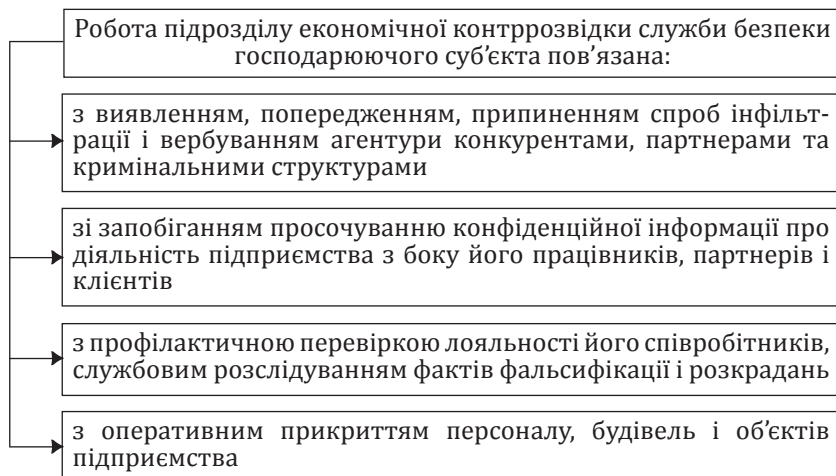 Робота підрозділу економічної контррозвідки служби безпеки
господарюючого суб’єкта пов’язана:
з виявленням, попередженням, припиненням спроб інфільт-
рації і вербуванням агентури конкурентами, партнерами та
кримінальними структурами
зі запобіганням просочуванню конфіденційної інформації про
діяльність підприємства з боку його працівників, партнерів і
клієнтів
з профілактичною перевіркою лояльності його співробітників,
службовим розслідуванням фактів фальсифікації і розкрадань
з оперативним прикриттям персоналу, будівель і об’єктів
підприємства